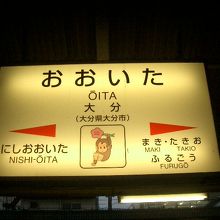 おおいた
ŌITA
大分
(大分県大分市)
にしおおいた
NISHI-ŌITA
まき・たきお
MAKI TAKIO
ふるごう
FURUGŌ